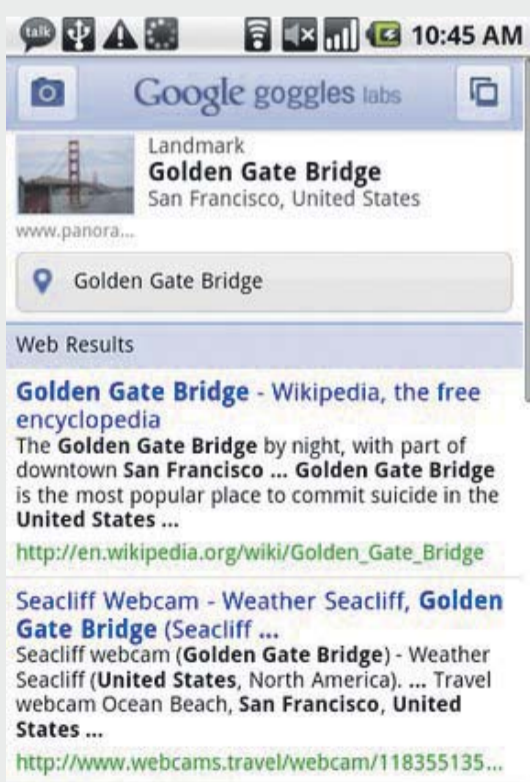 talk
10:45 AM
Google goggles labs
Landmark
Golden Gate Bridge
San Francisco, United States
www.panora...
Golden Gate Bridge
Web Results
Golden Gate Bridge - Wikipedia, the free
encyclopedia
The Golden Gate Bridge by night, with part of
downtown San Francisco ... Golden Gate Bridge
is the most popular place to commit suicide in the
United States ...
http://en.wikipedia.org/wiki/Golden_Gate_Bridge
Seacliff Webcam - Weather Seacliff, Golden
Gate Bridge (Seacliff ...
Seacliff webcam (Golden Gate Bridge) - Weather
Seacliff (United States, North America). ... Travel
webcam Ocean Beach, San Francisco, United
States ...
http://www.webcams.travel/webcam/118355135...